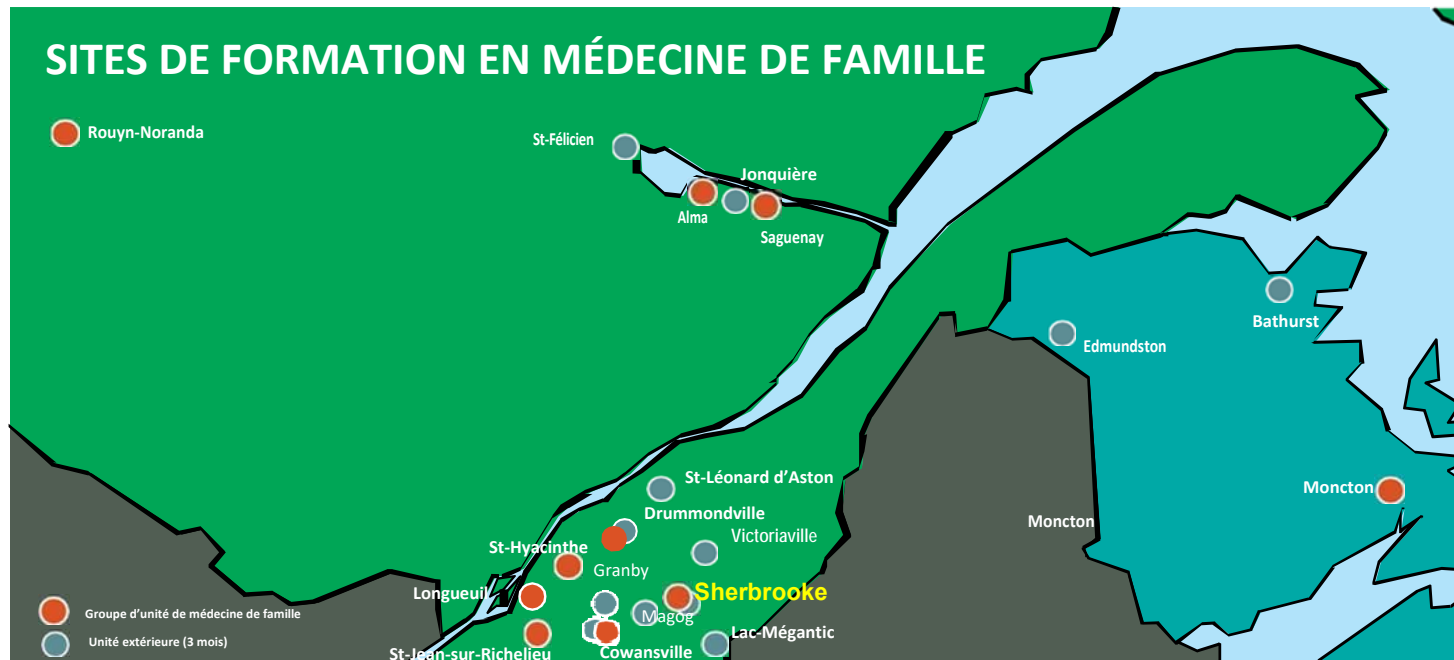 SITES DE FORMATION EN MÉDECINE DE FAMILLE
Rouyn-Noranda
St-Félicien
Jonquière
Alma
Saguenay
Bathurst
Edmundston
St-Léonard d’Aston
Moncton
Drummondville
Moncton
Victoriaville
St-Hyacinthe
Granby
Longueuil
Sherbrooke
Groupe d’unité de médecine de famille
Magog
Lac-Mégantic
Unité extérieure (3 mois)
St-Jean-sur-Richelieu
Cowansville